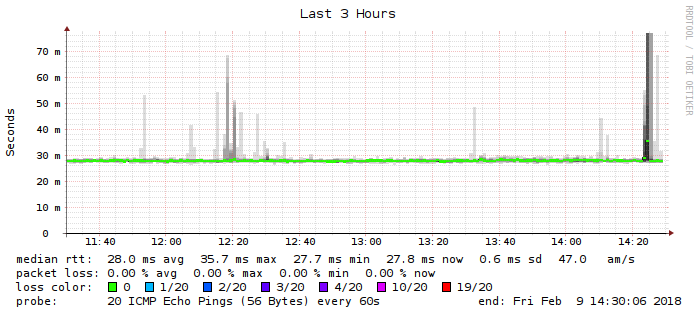 Last 3 Hours
RRDTOOL / TOBI OETIKER
Seconds
70 m
60 m
50 m
40 m
30 m
20 m
10 m
0
11:40 12:00 12:20 12:40 13:00 13:20 13:40 14:00 14:20
median rtt: 28.0 ms avg 35.7 ms max 27.7 ms min 27.8 ms now 0.6 ms sd 47.0 am/s
packet loss: 0.00 % avg 0.00 % max 0.00 % min 0.00 % now
loss color: 0 1/20 2/20 3/20 4/20 10/20 19/20
probe: 20 ICMP Echo Pings (56 Bytes) every 60s end: Fri Feb 9 14:30:06 2018